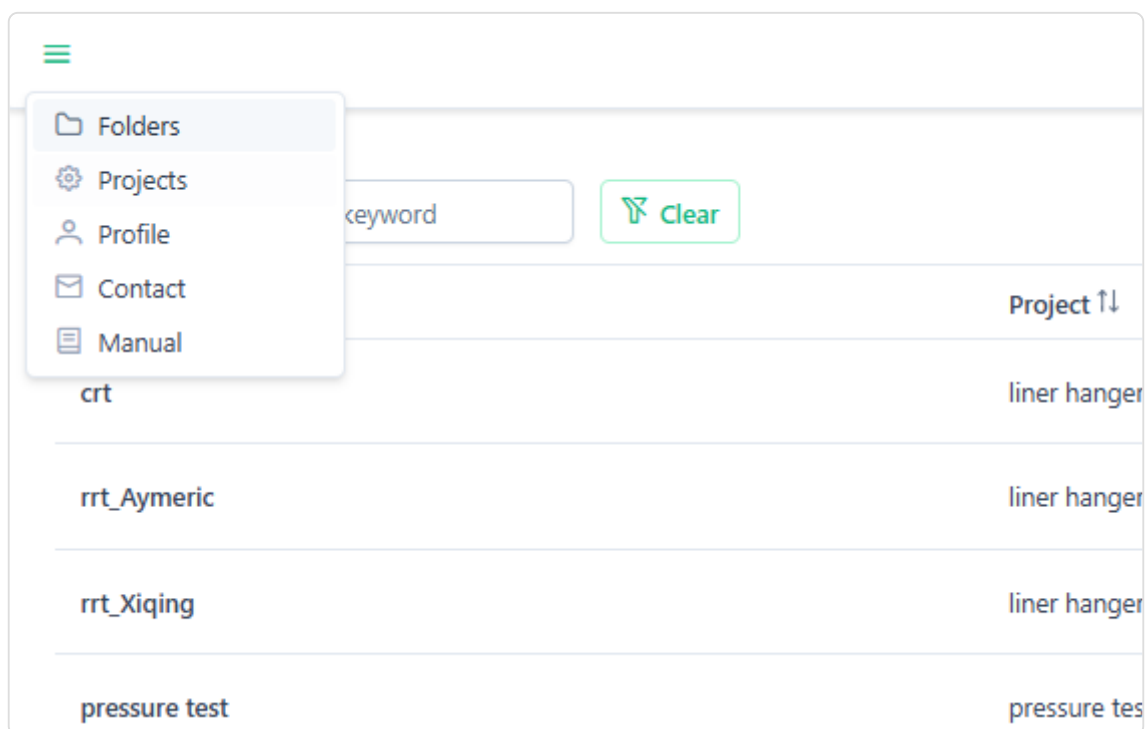 Folders
Projects
Profile
Contact
Manual
keyword
Clear
Project
crt
liner hanger
rrt_Aymeric
liner hanger
rrt_Xiqing
liner hanger
pressure test
pressure tes